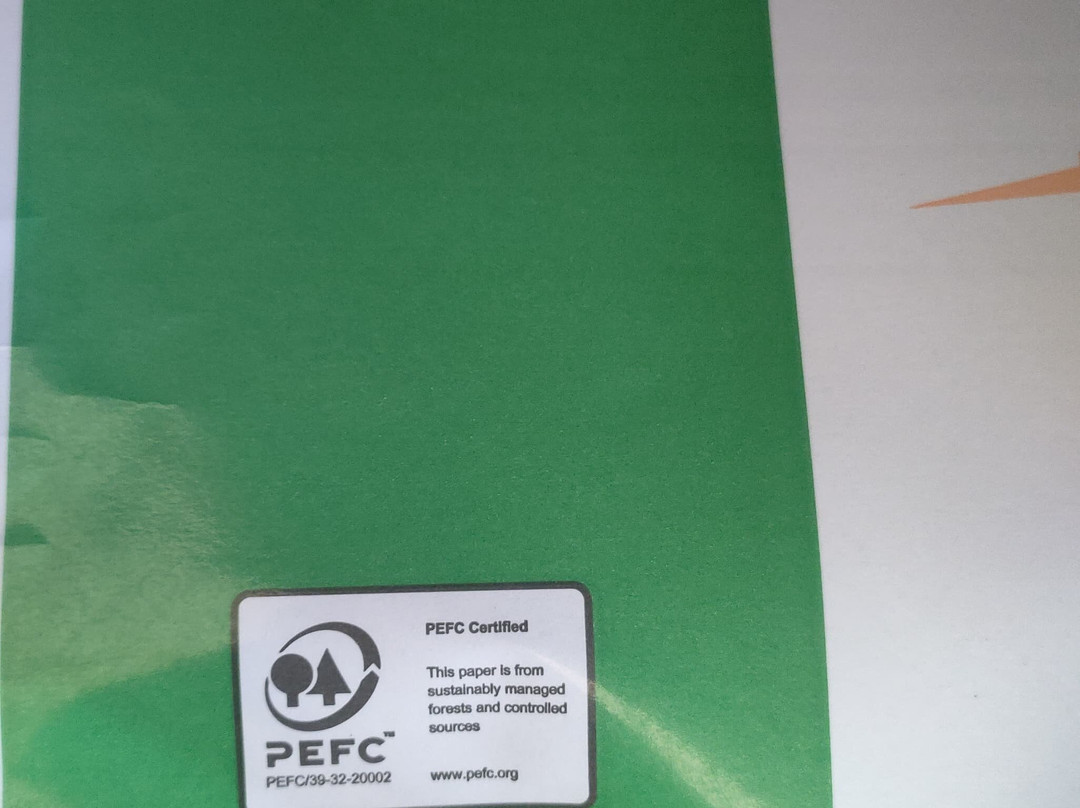 PEFC Certified
This paper is from
sustainably managed
forests and controlled
sources
PEFC™
PEFC/39-32-20002
www.pefc.org